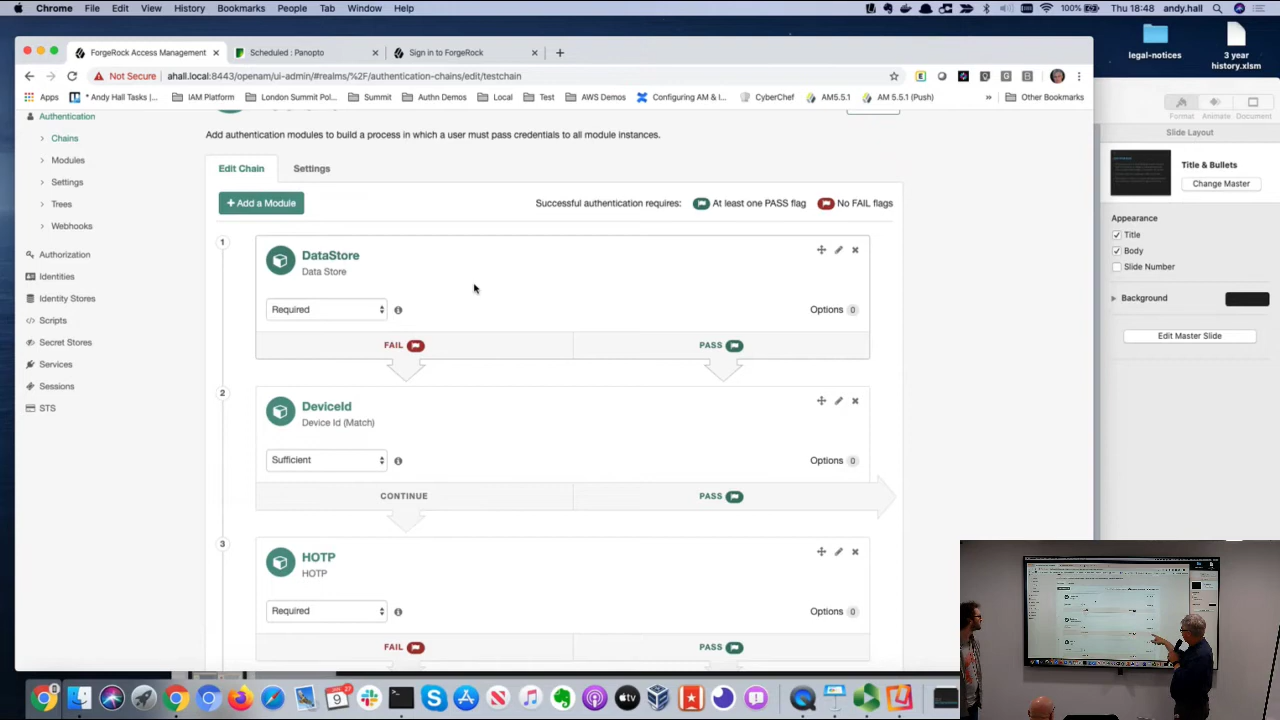 Chrome File Edit View History Bookmarks People Tab Window Help 100% Thu 18:48 andy.hall
legal-notices
3 year history.xlsm
ForgeRock Access Management
Scheduled : Panopto
Sign in to ForgeRock
Not Secure ahall.local:8443/openam/ui-admin/#realms/%2F/authentication-chains/edit/testchain
Apps * Andy Hall Tasks |... IAM Platform London Summit Pol... Summit Authn Demos Local Test AWS Demos Configuring AM & I... CyberChef AM5.5.1 AM 5.5.1 (Push) » Other Bookmarks
Authentication
Chains
Modules
Settings
Trees
Webhooks
Authorization
Identities
Identity Stores
Scripts
Secret Stores
Services
Sessions
STS
Add authentication modules to build a process in which a user must pass credentials to all module instances.
Edit Chain Settings
+ Add a Module
Successful authentication requires: At least one PASS flag No FAIL flags
1
DataStore
Data Store
Required
Options 0
FAIL PASS
2
DeviceId
Device Id (Match)
Sufficient
Options 0
CONTINUE PASS
3
HOTP
HOTP
Required
Options 0
FAIL PASS
Format Animate Document
Slide Layout
Title & Bullets
Change Master
Appearance
Title
Body
Slide Number
Background
Edit Master Slide